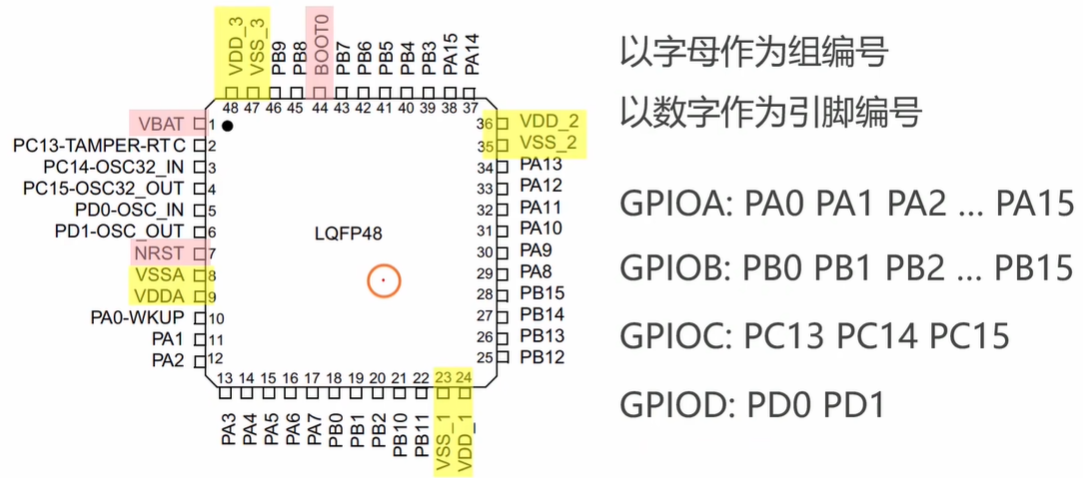 VDD_3
VSS_3
PB9
PB8
BOOT0
PB7
PB6
PB5
PB4
PB3
PA15
PA14
48 47 46 45 44 43 42 41 40 39 38 37
VBAT 1
PC13-TAMPER-RTC 2
PC14-OSC32_IN 3
PC15-OSC32_OUT 4
PD0-OSC_IN 5
PD1-OSC_OUT 6
NRST 7
VSSA 8
VDDA 9
PA0-WKUP 10
PA1 11
PA2 12
LQFP48
36 VDD_2
35 VSS_2
34 PA13
33 PA12
32 PA11
31 PA10
30 PA9
29 PA8
28 PB15
27 PB14
26 PB13
25 PB12
13 14 15 16 17 18 19 20 21 22 23 24
PA3
PA4
PA5
PA6
PA7
PB0
PB1
PB2
PB10
PB11
VSS_1
VDD_1
以字母作为组编号
以数字作为引脚编号
GPIOA: PA0 PA1 PA2 ... PA15
GPIOB: PB0 PB1 PB2 ... PB15
GPIOC: PC13 PC14 PC15
GPIOD: PD0 PD1